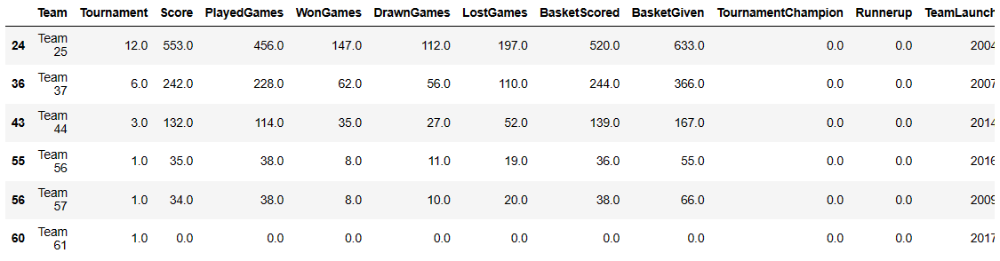 Team Tournament Score PlayedGames WonGames DrawnGames LostGames BasketScored BasketGiven TournamentChampion Runnerup TeamLaunch
24 Team 25 12.0 553.0 456.0 147.0 112.0 197.0 520.0 633.0 0.0 0.0 2004
36 Team 37 6.0 242.0 228.0 62.0 56.0 110.0 244.0 366.0 0.0 0.0 2007
43 Team 44 3.0 132.0 114.0 35.0 27.0 52.0 139.0 167.0 0.0 0.0 2014
55 Team 56 1.0 35.0 38.0 8.0 11.0 19.0 36.0 55.0 0.0 0.0 2016
56 Team 57 1.0 34.0 38.0 8.0 10.0 20.0 38.0 66.0 0.0 0.0 2009
60 Team 61 1.0 0.0 0.0 0.0 0.0 0.0 0.0 0.0 0.0 0.0 2017